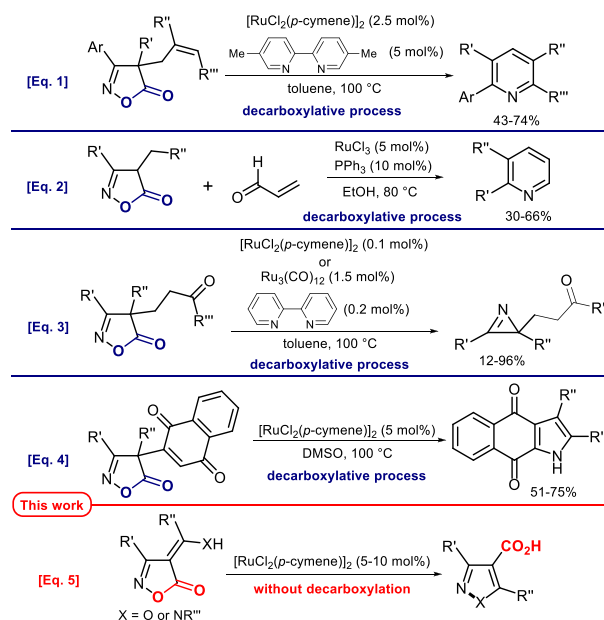 [RuCl2(p-cymene)]2 (2.5 mol%)
Me
Me
(5 mol%)
toluene, 100 °C
decarboxylative process
[Eq. 1]
Ar
R'
R''
R'''
N
O
O
R'
R''
Ar
N
R'''
43-74%
[Eq. 2]
R'
R''
N
O
O
+
H
O
RuCl3 (5 mol%)
PPh3 (10 mol%)
EtOH, 80 °C
decarboxylative process
R''
R'
N
30-66%
[RuCl2(p-cymene)]2 (0.1 mol%)
or
Ru3(CO)12 (1.5 mol%)
N
N
(0.2 mol%)
toluene, 100 °C
decarboxylative process
[Eq. 3]
R'
R''
O
R'''
N
O
O
N
R'
R''
O
12-96%
[Eq. 4]
R'
R''
O
O
N
O
O
[RuCl2(p-cymene)]2 (5 mol%)
DMSO, 100 °C
decarboxylative process
O
R''
R'
N
H
O
51-75%
This work
[Eq. 5]
R'
R''
XH
N
O
O
X = O or NR'''
[RuCl2(p-cymene)]2 (5-10 mol%)
without decarboxylation
R'
CO2H
N
X
R''